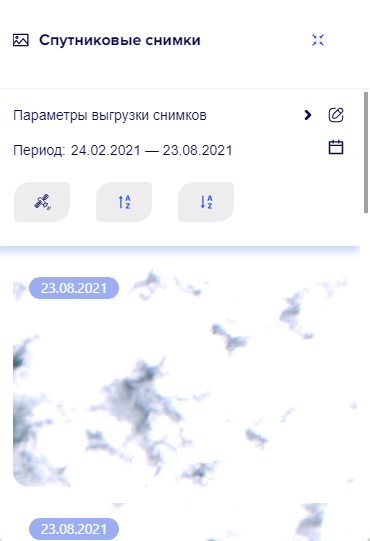 Спутниковые снимки
Параметры выгрузки снимков
Период: 24.02.2021 — 23.08.2021
A
Z
A
Z
23.08.2021
23.08.2021